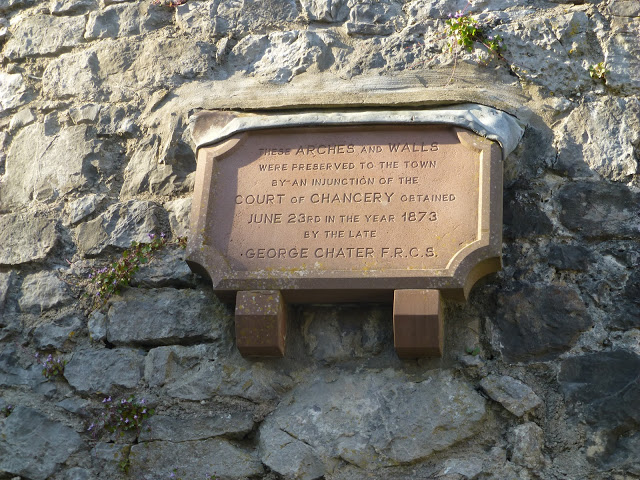 THESE ARCHES AND WALLS
WERE PRESERVED TO THE TOWN
BY AN INJUNCTION OF THE
COURT OF CHANCERY OBTAINED
JUNE 23RD IN THE YEAR 1873
BY THE LATE
GEORGE CHATER F.R.C.S.